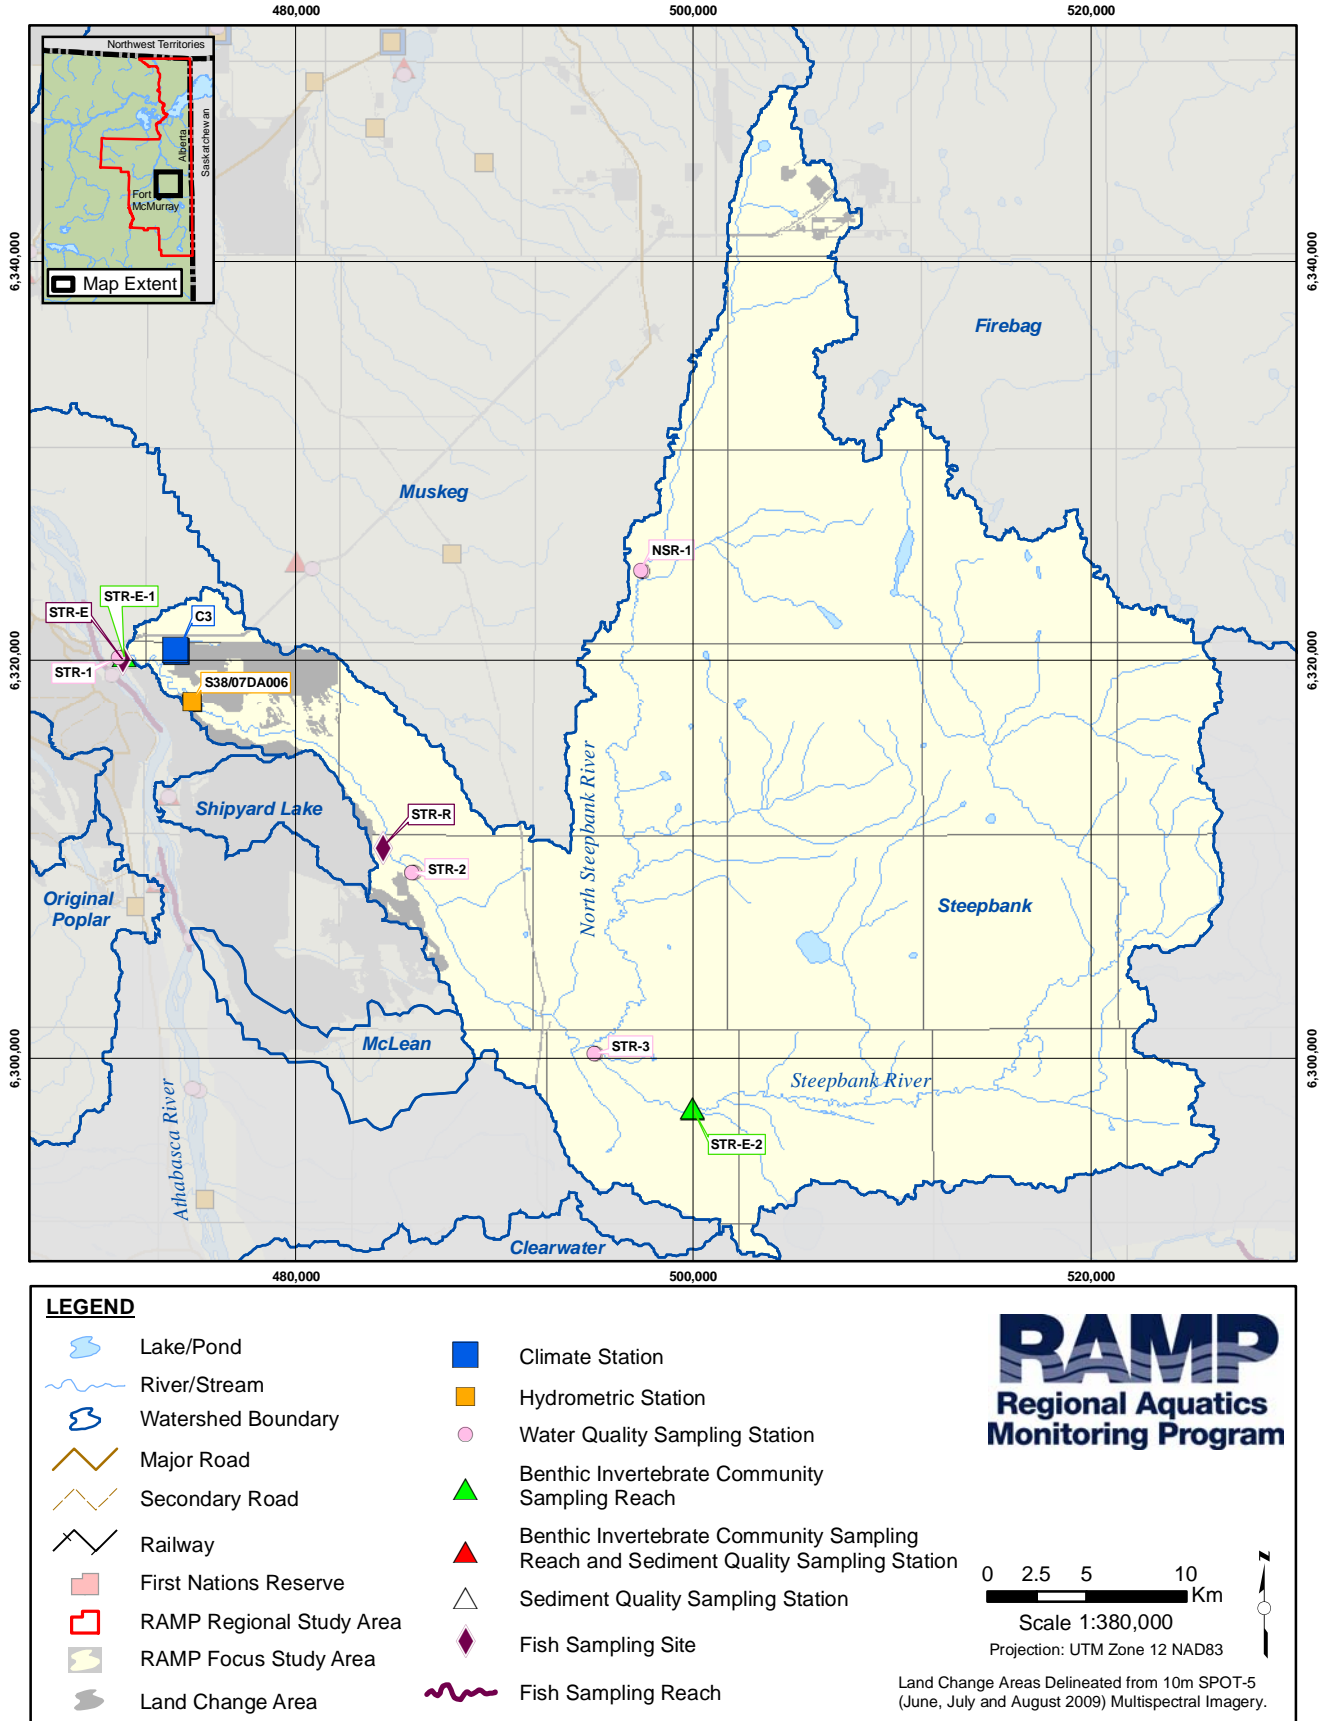 480,000
500,000
520,000
Northwest Territories
Alberta
Saskatchewan
Fort
McMurray
Map Extent
6,340,000
6,340,000
Firebag
Muskeg
NSR-1
STR-E-1
STR-E
C3
STR-1
S38/07DA006
6,320,000
6,320,000
North Steepbank River
Shipyard Lake
STR-R
STR-2
Original
Poplar
Steepbank
McLean
STR-3
6,300,000
6,300,000
Steepbank River
Athabasca River
STR-E-2
Clearwater
480,000
500,000
520,000
LEGEND
Lake/Pond
River/Stream
Watershed Boundary
Major Road
Secondary Road
Railway
First Nations Reserve
RAMP Regional Study Area
RAMP Focus Study Area
Land Change Area
Climate Station
Hydrometric Station
Water Quality Sampling Station
Benthic Invertebrate Community
Sampling Reach
Benthic Invertebrate Community Sampling
Reach and Sediment Quality Sampling Station
Sediment Quality Sampling Station
Fish Sampling Site
Fish Sampling Reach
RAMP
Regional Aquatics
Monitoring Program
0 2.5 5 10
Km
Scale 1:380,000
Projection: UTM Zone 12 NAD83
N
Land Change Areas Delineated from 10m SPOT-5
(June, July and August 2009) Multispectral Imagery.